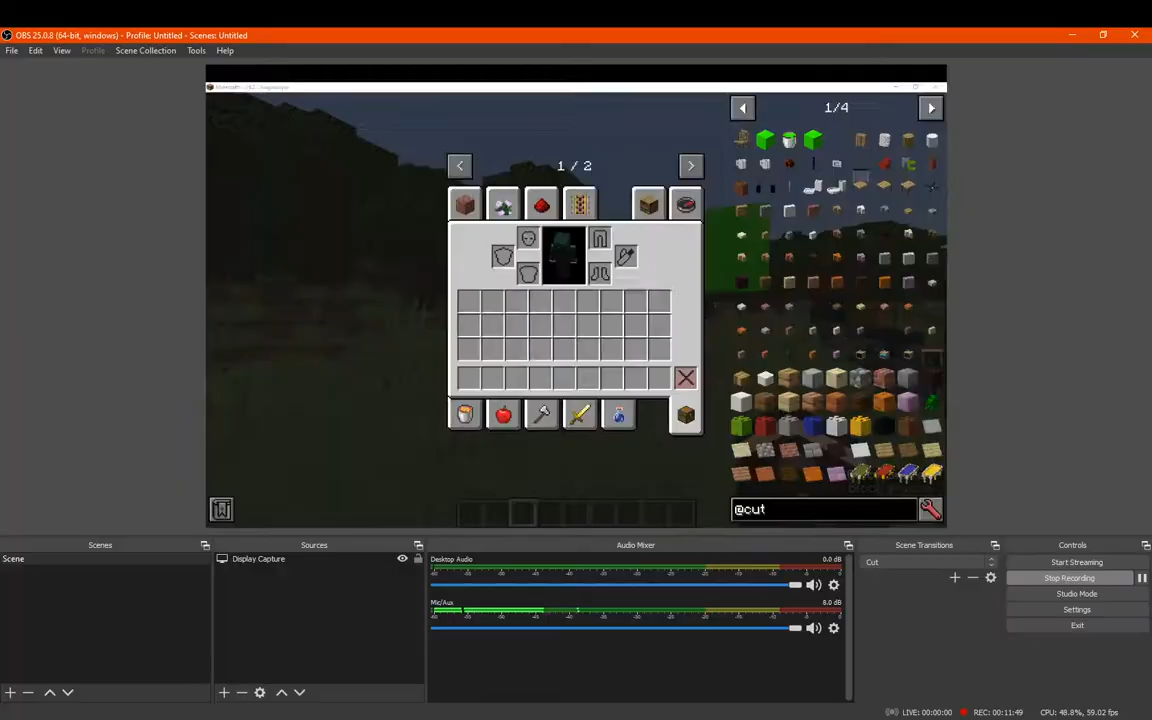 OBS 25.0.8 (64-bit, windows) - Profile: Untitled - Scenes: Untitled
File Edit View Profile Scene Collection Tools Help
1/4
1 / 2
@cut
Scenes
Sources
Audio Mixer
Scene Transitions
Controls
Scene
Display Capture
Desktop Audio
0.0 dB
Mic/Aux
8.0 dB
Cut
Start Streaming
Stop Recording
Studio Mode
Settings
Exit
LIVE: 00:00:00
REC: 00:11:49
CPU: 48.8%, 59.02 fps